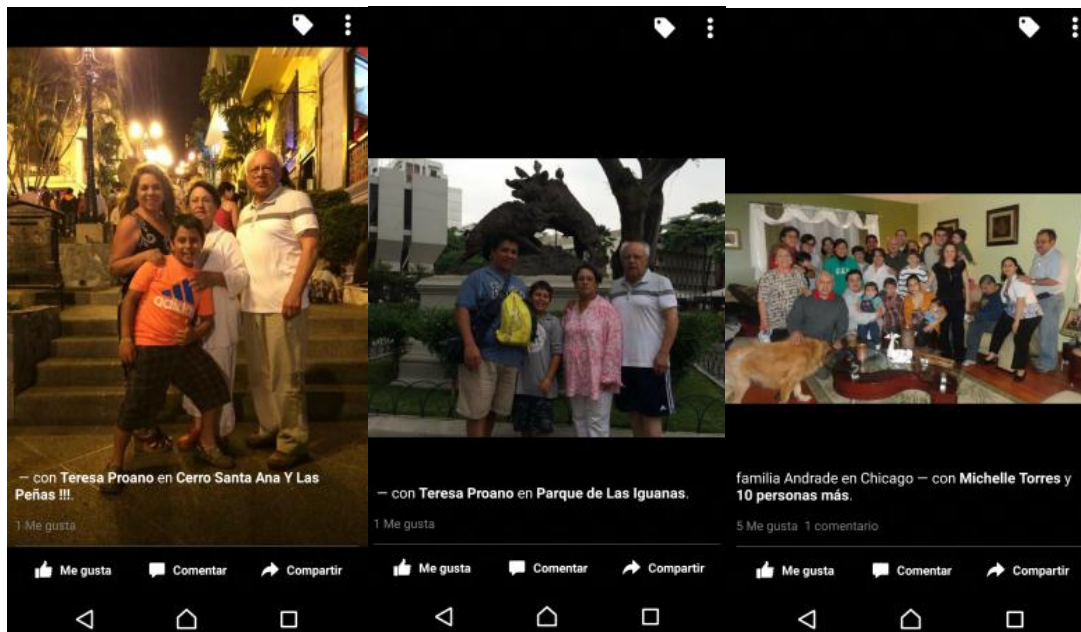 adidas
— con Teresa Proano en Cerro Santa Ana Y Las
Peñas !!!.
1 Me gusta
Me gusta Comentar Compartir
— con Teresa Proano en Parque de Las Iguanas.
1 Me gusta
Me gusta Comentar Compartir
familia Andrade en Chicago — con Michelle Torres y
10 personas más.
5 Me gusta 1 comentario
Me gusta Comentar Compartir